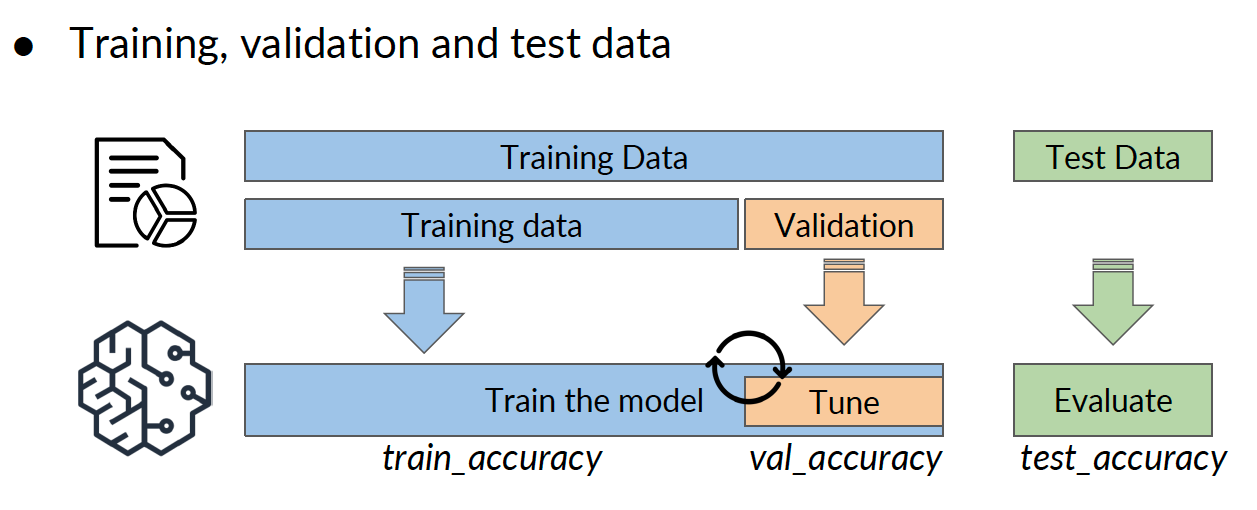 ● Training, validation and test data
Training Data Test Data
Training data Validation
Train the model Tune Evaluate
train_accuracy val_accuracy test_accuracy